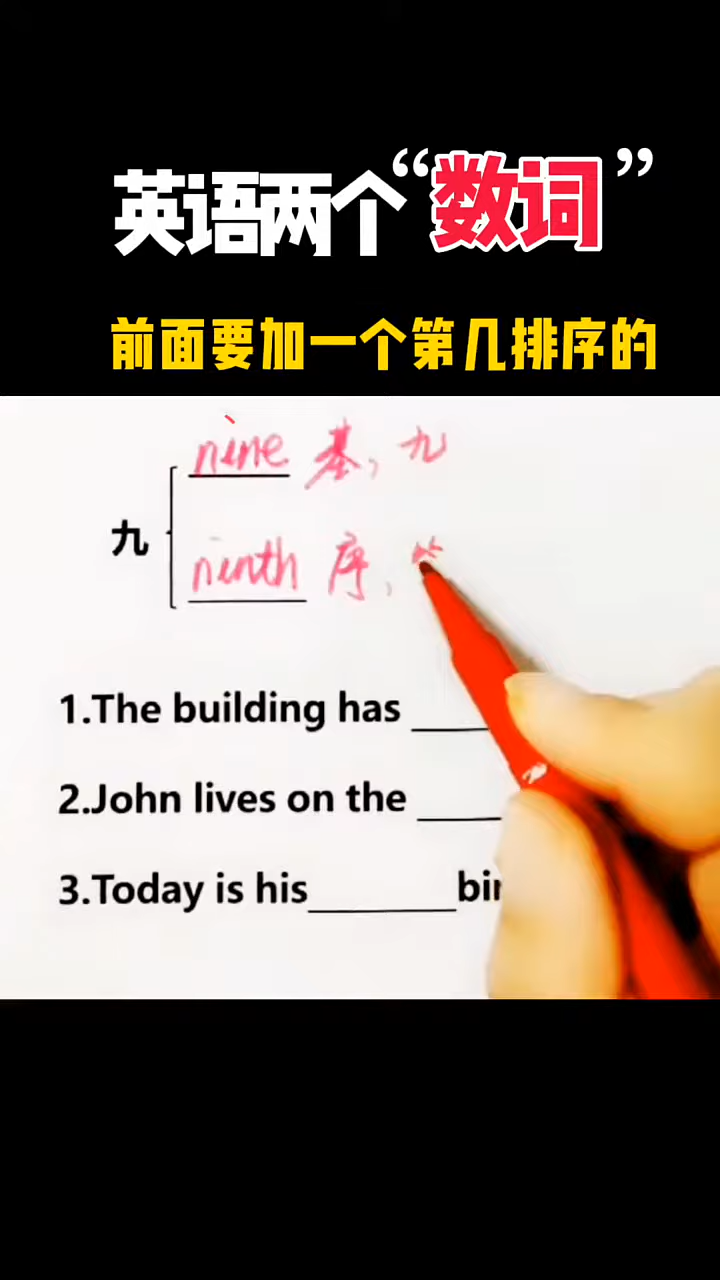 英语两个“数词”
前面要加一个第几排序的
nine 基，九
九
ninth 序，
1.The building has
2.John lives on the
3.Today is his